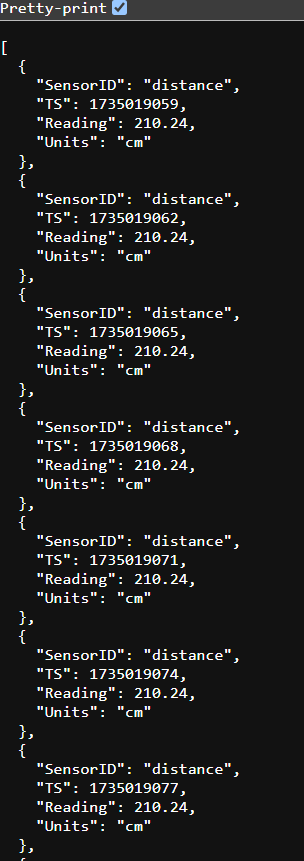 Pretty-print
[
  {
    "SensorID": "distance",
    "TS": 1735019059,
    "Reading": 210.24,
    "Units": "cm"
  },
  {
    "SensorID": "distance",
    "TS": 1735019062,
    "Reading": 210.24,
    "Units": "cm"
  },
  {
    "SensorID": "distance",
    "TS": 1735019065,
    "Reading": 210.24,
    "Units": "cm"
  },
  {
    "SensorID": "distance",
    "TS": 1735019068,
    "Reading": 210.24,
    "Units": "cm"
  },
  {
    "SensorID": "distance",
    "TS": 1735019071,
    "Reading": 210.24,
    "Units": "cm"
  },
  {
    "SensorID": "distance",
    "TS": 1735019074,
    "Reading": 210.24,
    "Units": "cm"
  },
  {
    "SensorID": "distance",
    "TS": 1735019077,
    "Reading": 210.24,
    "Units": "cm"
  },